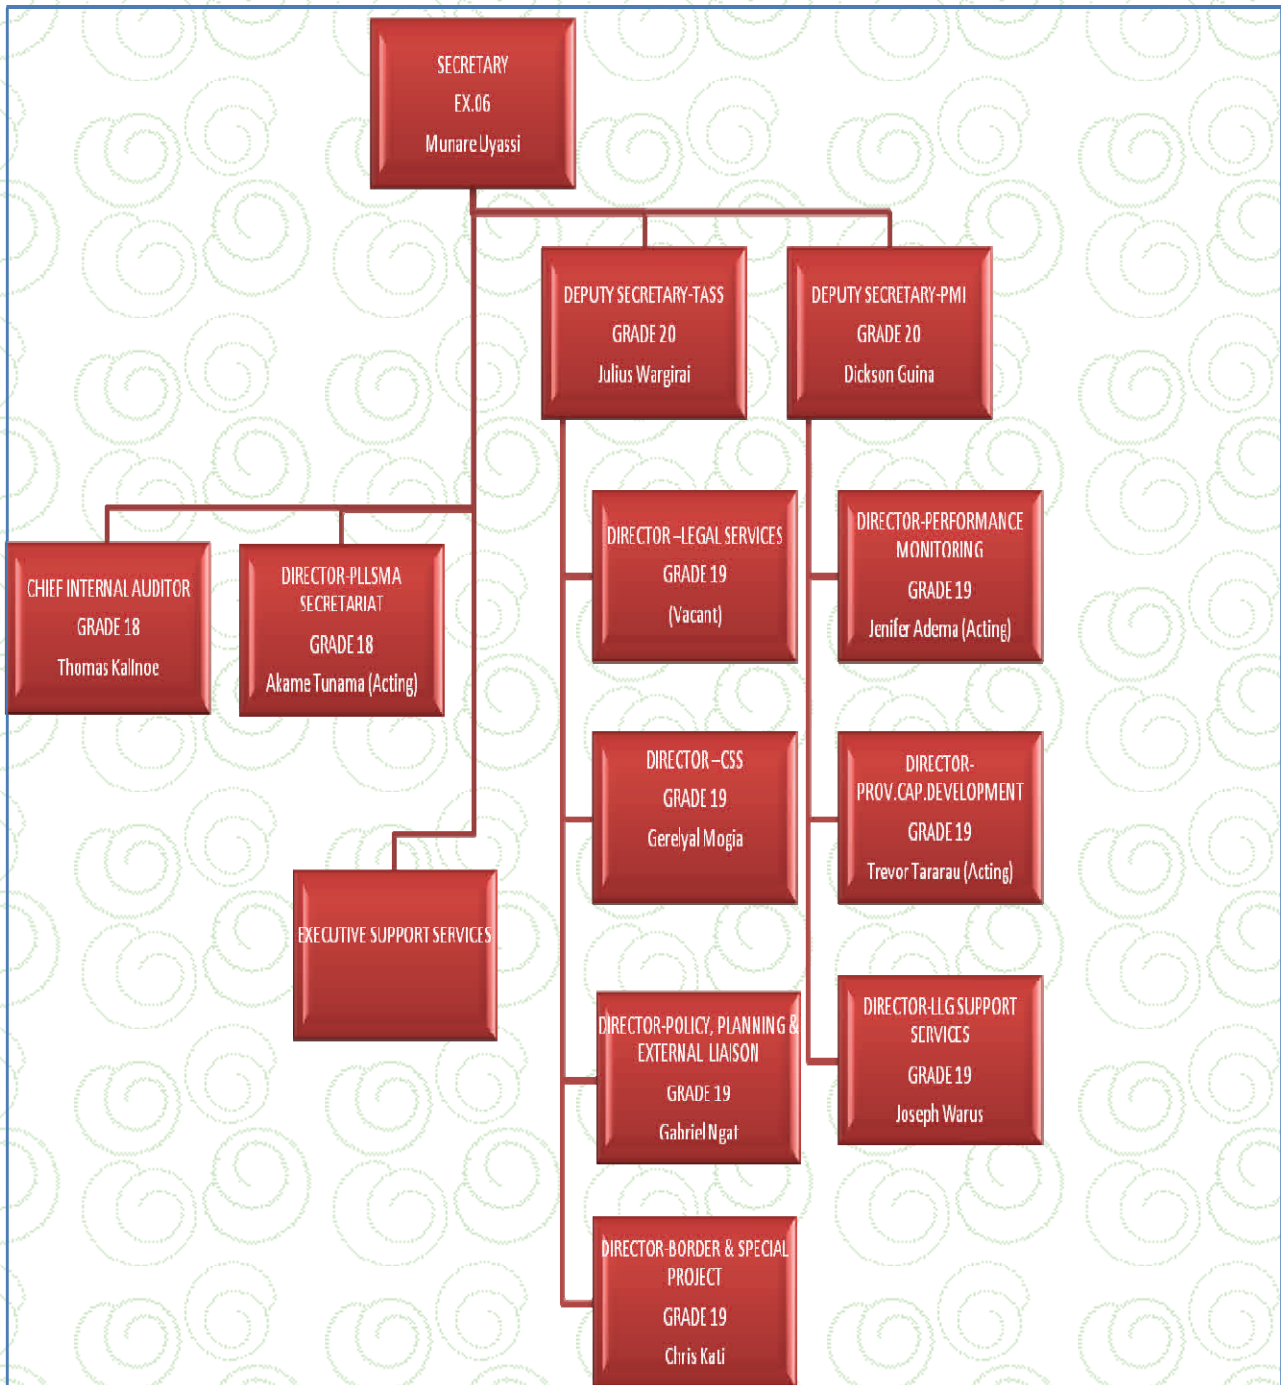 SECRETARY
EX.06
Munare Uyassi
DEPUTY SECRETARY-TASS
GRADE 20
Julius Wargirai
DEPUTY SECRETARY-PMI
GRADE 20
Dickson Guina
CHIEF INTERNAL AUDITOR
GRADE 18
Thomas Kallnoe
DIRECTOR-PLLSMA
SECRETARIAT
GRADE 18
Akame Tunama (Acting)
EXECUTIVE SUPPORT SERVICES
DIRECTOR –LEGAL SERVICES
GRADE 19
(Vacant)
DIRECTOR –CSS
GRADE 19
Gerelyal Mogia
DIRECTOR-POLICY, PLANNING &
EXTERNAL LIAISON
GRADE 19
Gabriel Ngat
DIRECTOR-BORDER & SPECIAL
PROJECT
GRADE 19
Chris Kati
DIRECTOR-PERFORMANCE
MONITORING
GRADE 19
Jenifer Adema (Acting)
DIRECTOR-
PROV.CAP.DEVELOPMENT
GRADE 19
Trevor Tararau (Acting)
DIRECTOR-LLG SUPPORT
SERVICES
GRADE 19
Joseph Warus